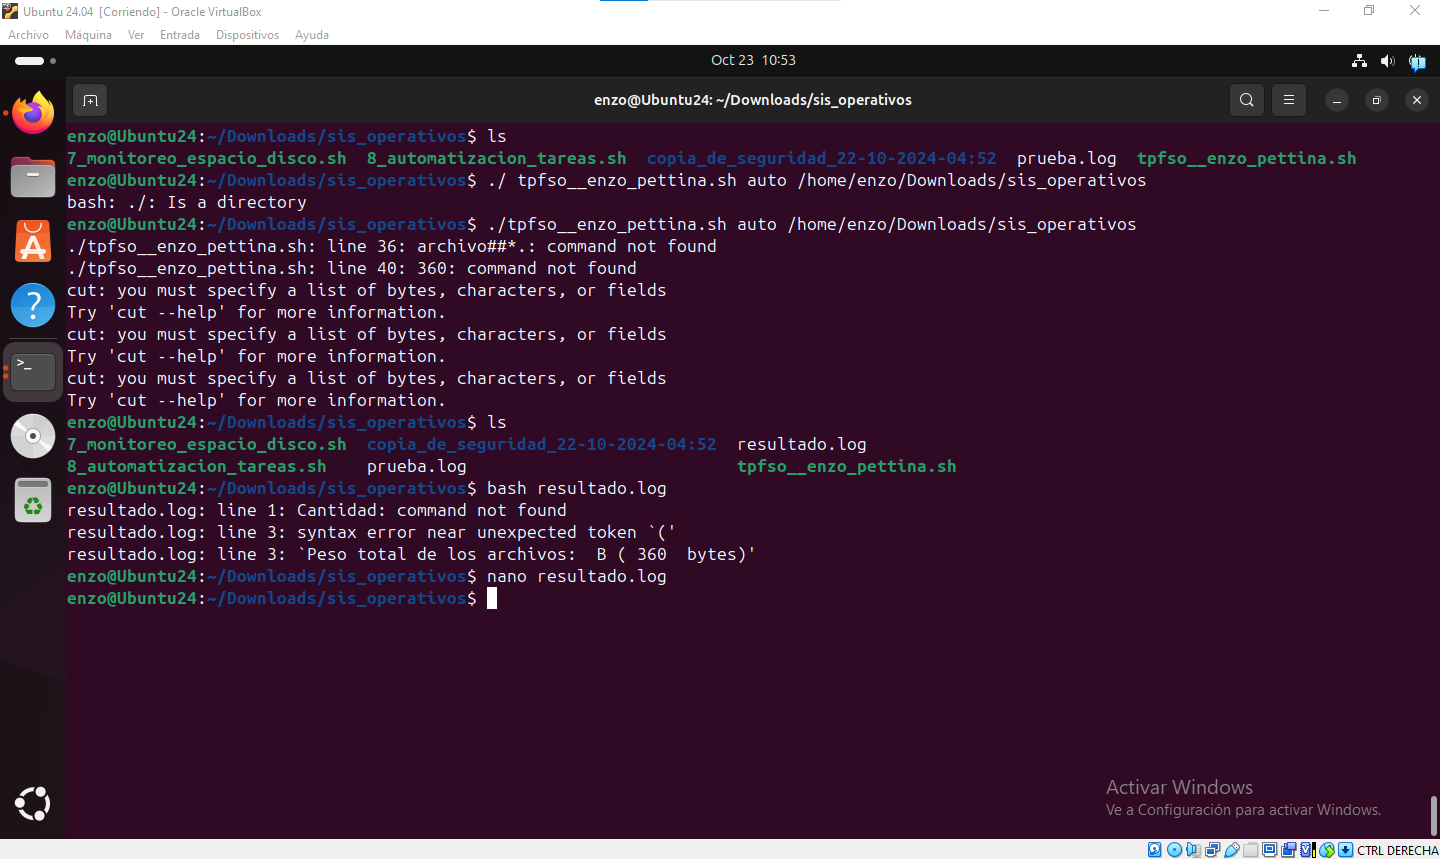 Ubuntu 24.04 [Corriendo] - Oracle VirtualBox
Archivo Máquina Ver Entrada Dispositivos Ayuda
Oct 23 10:53
enzo@Ubuntu24: ~/Downloads/sis_operativos
enzo@Ubuntu24:~/Downloads/sis_operativos$ ls
7_monitoreo_espacio_disco.sh 8_automatizacion_tareas.sh copia_de_seguridad_22-10-2024-04:52 prueba.log tpfso__enzo_pettina.sh
enzo@Ubuntu24:~/Downloads/sis_operativos$ ./ tpfso__enzo_pettina.sh auto /home/enzo/Downloads/sis_operativos
bash: ./: Is a directory
enzo@Ubuntu24:~/Downloads/sis_operativos$ ./tpfso__enzo_pettina.sh auto /home/enzo/Downloads/sis_operativos
./tpfso__enzo_pettina.sh: line 36: archivo##*.: command not found
./tpfso__enzo_pettina.sh: line 40: 360: command not found
cut: you must specify a list of bytes, characters, or fields
Try 'cut --help' for more information.
cut: you must specify a list of bytes, characters, or fields
Try 'cut --help' for more information.
cut: you must specify a list of bytes, characters, or fields
Try 'cut --help' for more information.
enzo@Ubuntu24:~/Downloads/sis_operativos$ ls
7_monitoreo_espacio_disco.sh copia_de_seguridad_22-10-2024-04:52 resultado.log
8_automatizacion_tareas.sh prueba.log tpfso__enzo_pettina.sh
enzo@Ubuntu24:~/Downloads/sis_operativos$ bash resultado.log
resultado.log: line 1: Cantidad: command not found
resultado.log: line 3: syntax error near unexpected token `('
resultado.log: line 3: `Peso total de los archivos:  B ( 360  bytes)'
enzo@Ubuntu24:~/Downloads/sis_operativos$ nano resultado.log
enzo@Ubuntu24:~/Downloads/sis_operativos$
Activar Windows
Ve a Configuración para activar Windows.
CTRL DERECHA